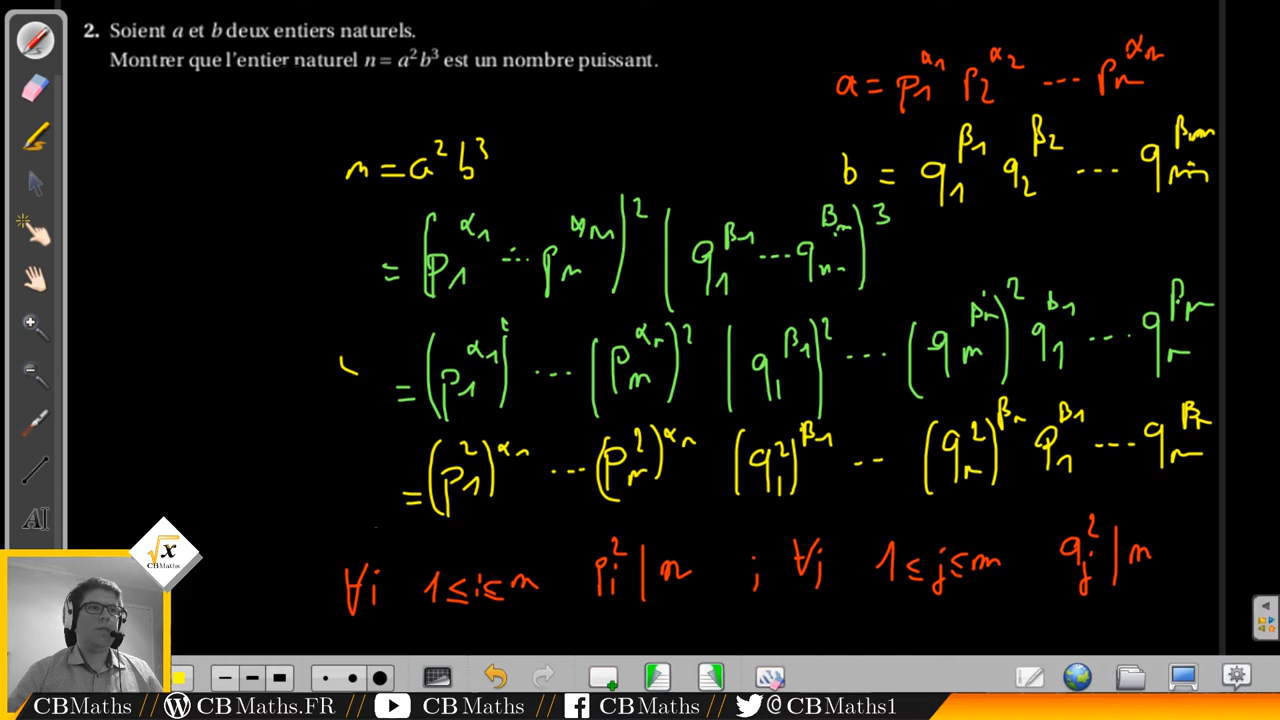 2. Soient a et b deux entiers naturels.
Montrer que l'entier naturel n = a²b³ est un nombre puissant.
a = p₁^α₁ p₂^α₂ ... pₙ^αₙ
b = q₁^β₁ q₂^β₂ ... qₘ^βₘ
n = a² b³
= (p₁^α₁ ... pₙ^αₙ)² (q₁^β₁ ... qₘ^βₘ)³
= (p₁^α₁)² ... (pₙ^αₙ)² (q₁^β₁)² ... (qₘ^βₘ)² q₁^β₁ ... qₘ^βₘ
= (p₁²)^α₁ ... (pₙ²)^αₙ (q₁²)^β₁ ... (qₘ²)^βₘ q₁^β₁ ... qₘ^βₘ
∀i 1≤i≤n pᵢ² | n ; ∀j 1≤j≤m qⱼ² | n
AI
√x
CBMaths
CBMaths CBMaths.FR CBMaths CBMaths @CBMaths1